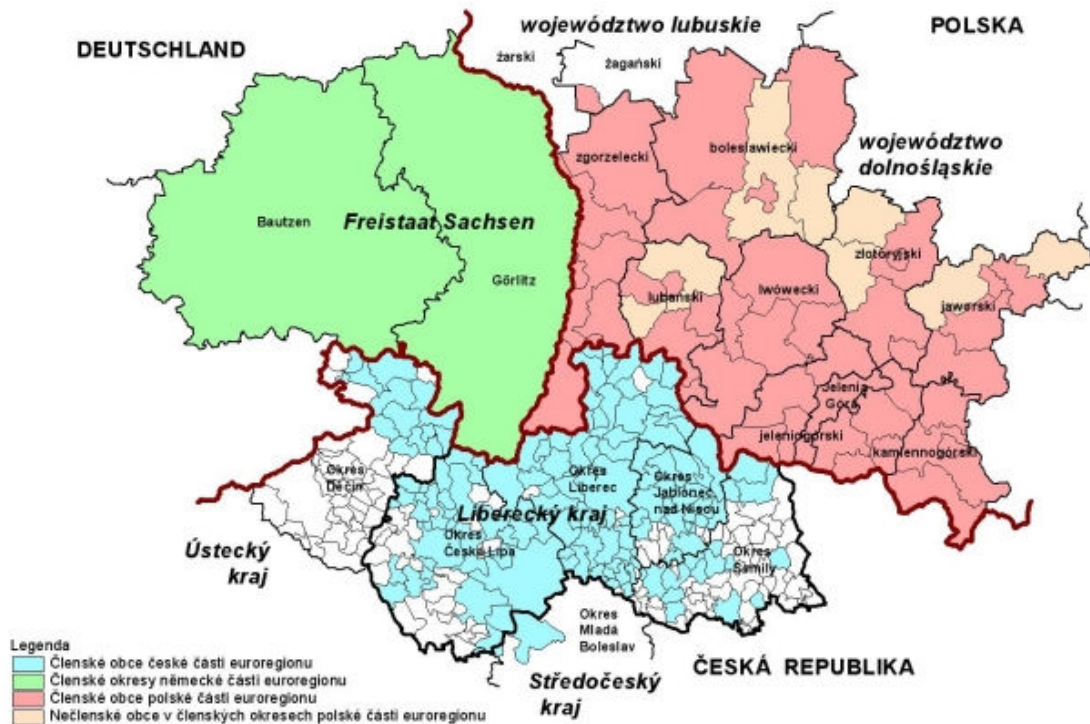 DEUTSCHLAND
województwo lubuskie
POLSKA
żarski
żagański
zgorzelecki
bolesławiecki
województwo
dolnośląskie
Bautzen
Freistaat Sachsen
Görlitz
złotoryjski
lubański
lwówecki
jaworski
Jelenia
Góra
jeleniogórski
kamiennogórski
Okres
Děčín
Okres
Liberec
Okres
Jablonec
nad Nisou
Liberecký kraj
Okres
Česká Lípa
Okres
Semily
Ústecký
kraj
Okres
Mladá
Boleslav
ČESKÁ REPUBLIKA
Středočeský
kraj
Legenda
Členské obce české části euroregionu
Členské okresy německé části euroregionu
Členské obce polské části euroregionu
Nečlenské obce v členských okresech polské části euroregionu